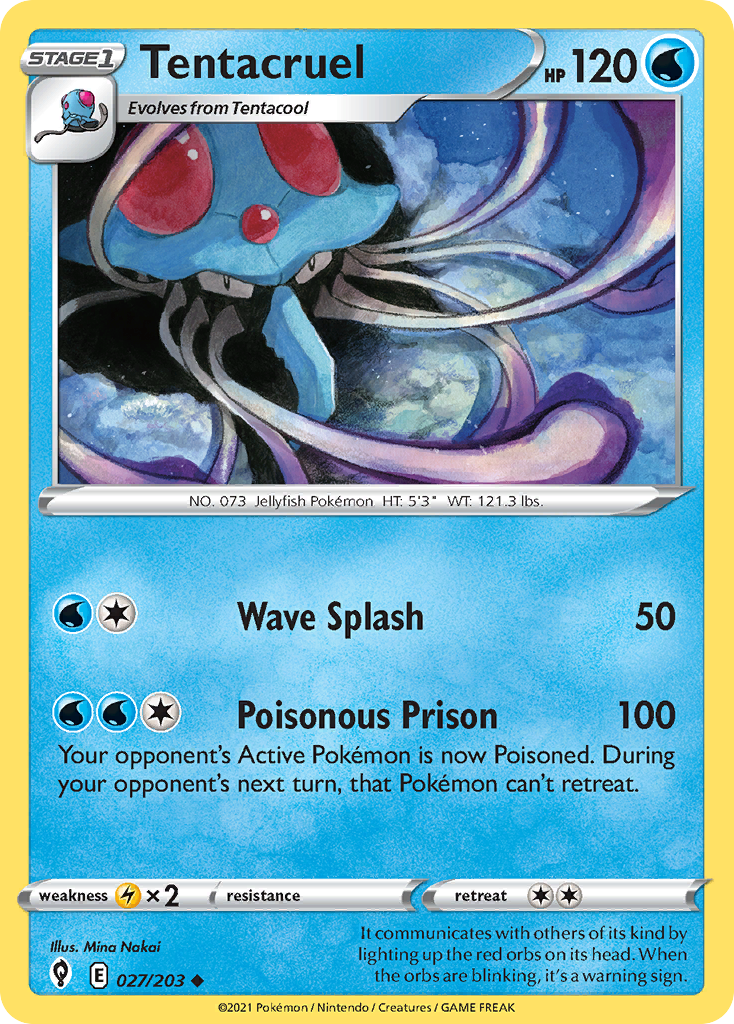 STAGE1
Tentacruel
HP 120
Evolves from Tentacool
NO. 073 Jellyfish Pokémon HT: 5'3" WT: 121.3 lbs.
Wave Splash 50
Poisonous Prison 100
Your opponent's Active Pokémon is now Poisoned. During
your opponent's next turn, that Pokémon can't retreat.
weakness ×2 resistance retreat
Illus. Mina Nakai
It communicates with others of its kind by
lighting up the red orbs on its head. When
the orbs are blinking, it's a warning sign.
E 027/203
©2021 Pokémon / Nintendo / Creatures / GAME FREAK